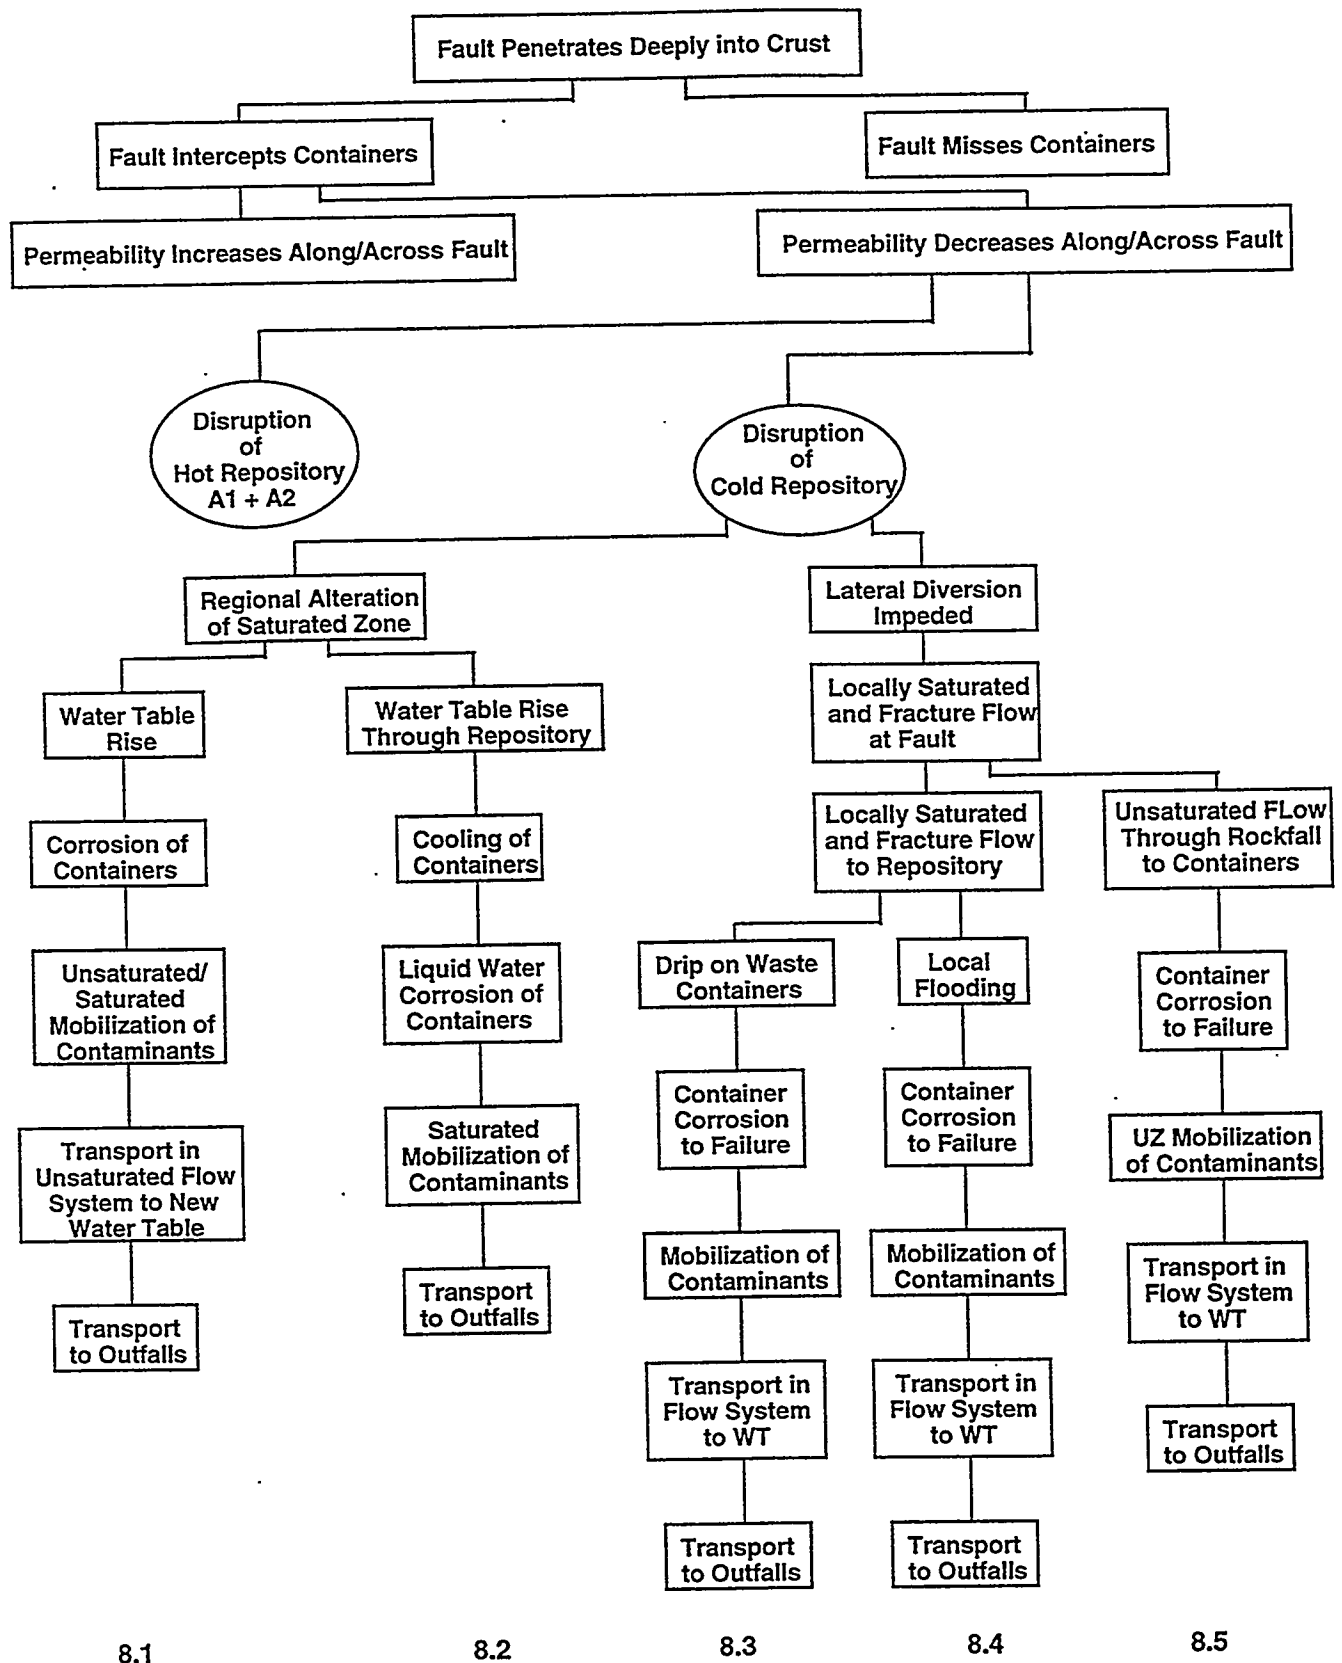 Fault Penetrates Deeply into Crust
Fault Intercepts Containers
Fault Misses Containers
Permeability Increases Along/Across Fault
Permeability Decreases Along/Across Fault
Disruption
of
Hot Repository
A1 + A2
Disruption
of
Cold Repository
Regional Alteration
of Saturated Zone
Lateral Diversion
Impeded
Water Table
Rise
Water Table Rise
Through Repository
Locally Saturated
and Fracture Flow
at Fault
Corrosion of
Containers
Cooling of
Containers
Locally Saturated
and Fracture Flow
to Repository
Unsaturated FLow
Through Rockfall
to Containers
Unsaturated/
Saturated
Mobilization of
Contaminants
Liquid Water
Corrosion of
Containers
Drip on Waste
Containers
Local
Flooding
Container
Corrosion
to Failure
Transport in
Unsaturated Flow
System to New
Water Table
Saturated
Mobilization of
Contaminants
Container
Corrosion
to Failure
Container
Corrosion
to Failure
UZ Mobilization
of Contaminants
Transport
to Outfalls
Transport
to Outfalls
Mobilization of
Contaminants
Mobilization of
Contaminants
Transport in
Flow System
to WT
Transport in
Flow System
to WT
Transport in
Flow System
to WT
Transport
to Outfalls
Transport
to Outfalls
Transport
to Outfalls
8.1
8.2
8.3
8.4
8.5